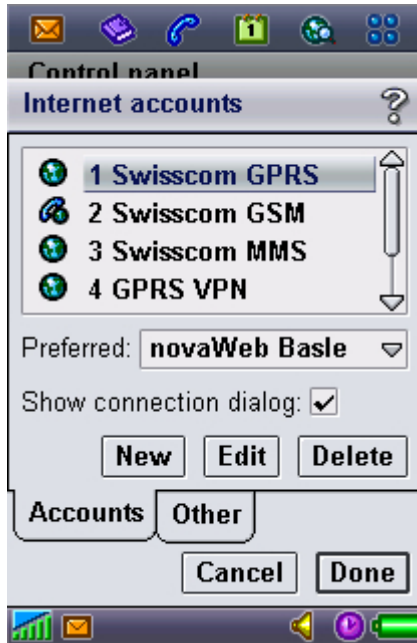 1
Control panel
Internet accounts
1 Swisscom GPRS
2 Swisscom GSM
3 Swisscom MMS
4 GPRS VPN
Preferred: novaWeb Basle
Show connection dialog:
New Edit Delete
Accounts Other
Cancel Done